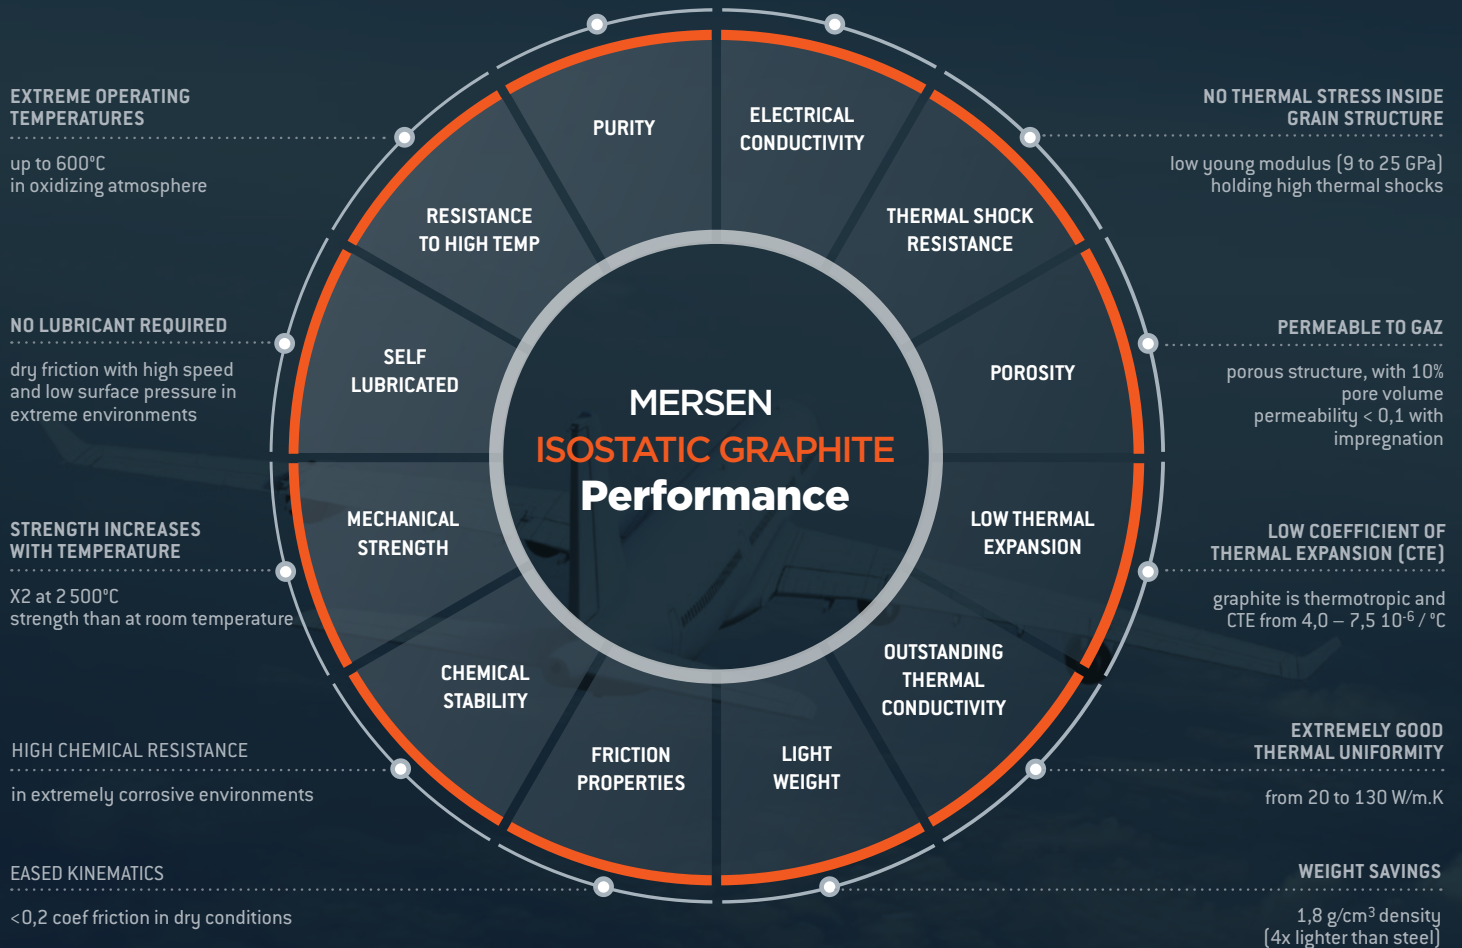 PURITY
ELECTRICAL
CONDUCTIVITY
EXTREME OPERATING
TEMPERATURES
up to 600°C
in oxidizing atmosphere
NO THERMAL STRESS INSIDE
GRAIN STRUCTURE
low young modulus (9 to 25 GPa)
holding high thermal shocks
RESISTANCE
TO HIGH TEMP
THERMAL SHOCK
RESISTANCE
NO LUBRICANT REQUIRED
dry friction with high speed
and low surface pressure in
extreme environments
SELF
LUBRICATED
POROSITY
PERMEABLE TO GAZ
porous structure, with 10%
pore volume
permeability < 0,1 with
impregnation
MERSEN
ISOSTATIC GRAPHITE
Performance
STRENGTH INCREASES
WITH TEMPERATURE
X2 at 2 500°C
strength than at room temperature
MECHANICAL
STRENGTH
LOW THERMAL
EXPANSION
LOW COEFFICIENT OF
THERMAL EXPANSION (CTE)
graphite is thermotropic and
CTE from 4,0 – 7,5 10⁻⁶ / °C
CHEMICAL
STABILITY
OUTSTANDING
THERMAL
CONDUCTIVITY
HIGH CHEMICAL RESISTANCE
in extremely corrosive environments
FRICTION
PROPERTIES
LIGHT
WEIGHT
EXTREMELY GOOD
THERMAL UNIFORMITY
from 20 to 130 W/m.K
EASED KINEMATICS
<0,2 coef friction in dry conditions
WEIGHT SAVINGS
1,8 g/cm³ density
(4x lighter than steel)